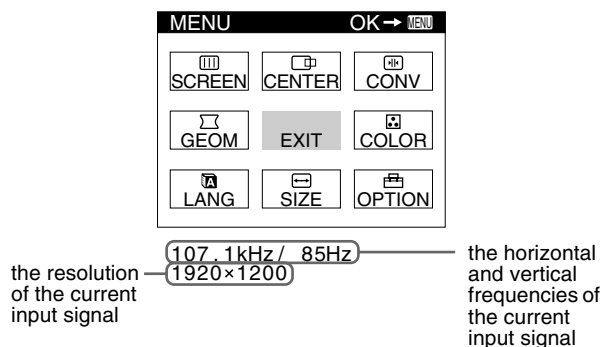 MENU OK→ MENU
SCREEN CENTER CONV
GEOM EXIT COLOR
LANG SIZE OPTION
107.1kHz/ 85Hz
1920×1200
the resolution
of the current
input signal
the horizontal
and vertical
frequencies of
the current
input signal